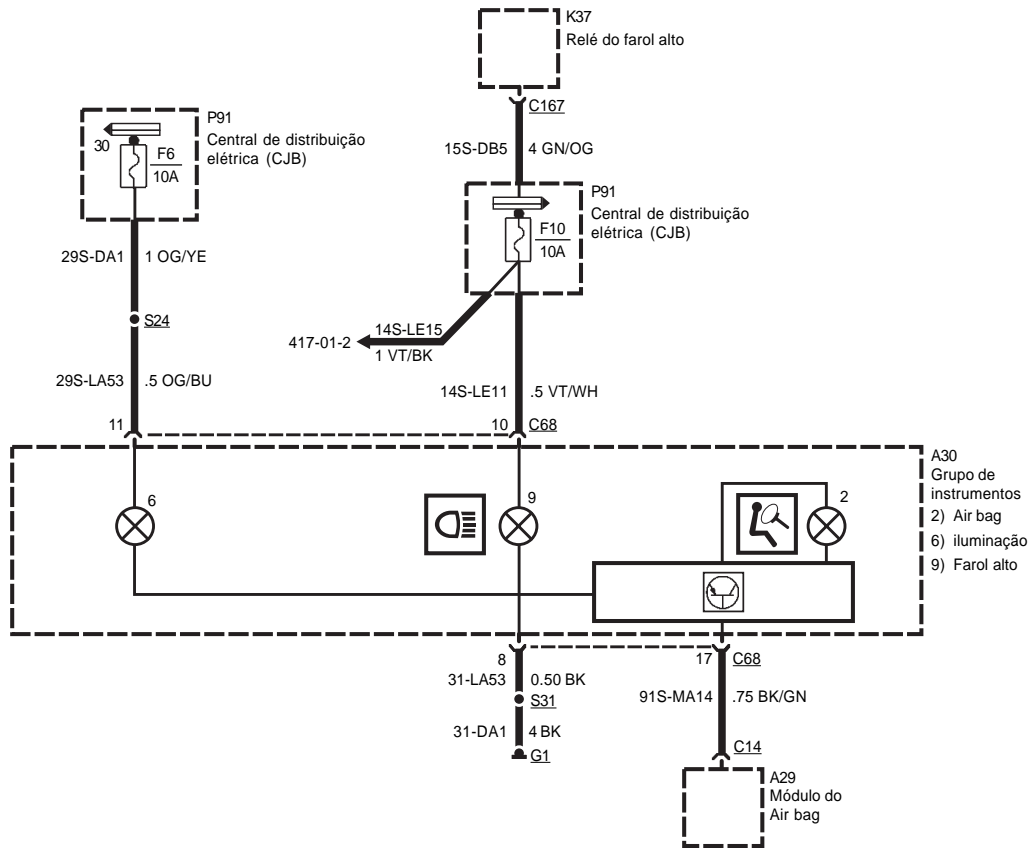 K37
Relé do farol alto
C167
15S-DB5 4 GN/OG
P91
Central de distribuição
elétrica (CJB)
30
F6
10A
P91
Central de distribuição
elétrica (CJB)
F10
10A
29S-DA1 1 OG/YE
S24
417-01-2
14S-LE15
1 VT/BK
29S-LA53 .5 OG/BU
14S-LE11 .5 VT/WH
11
10 C68
A30
Grupo de
instrumentos
2) Air bag
6) iluminação
9) Farol alto
6
9
2
8
17 C68
31-LA53 0.50 BK
S31
91S-MA14 .75 BK/GN
31-DA1 4 BK
G1
C14
A29
Módulo do
Air bag